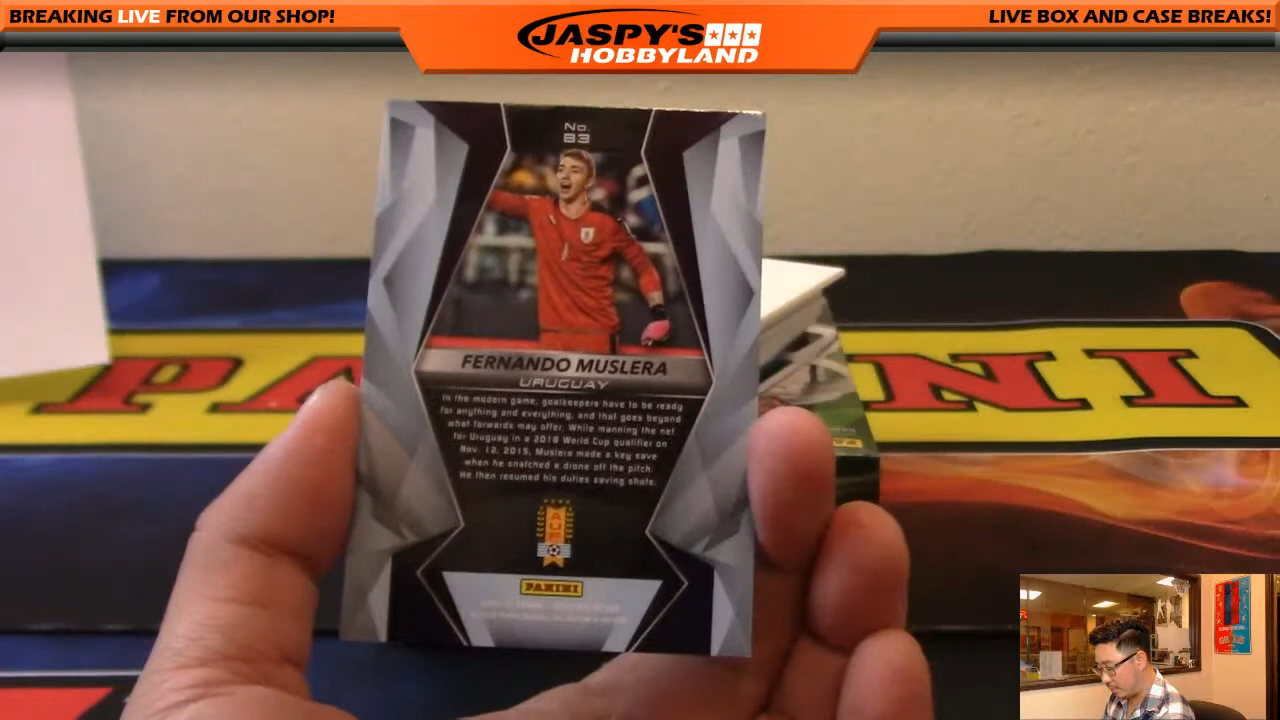 BREAKING LIVE FROM OUR SHOP!
JASPY'S
HOBBYLAND
LIVE BOX AND CASE BREAKS!
No.
83
FERNANDO MUSLERA
URUGUAY
In the modern game, goalkeepers have to be ready
for anything and everything, and that goes beyond
what forwards may offer. While manning the net
for Uruguay in a 2018 World Cup qualifier on
Nov. 12, 2015, Muslera made a key save
when he snatched a drone off the pitch.
He then resumed his duties saving shots.
AUF
PANINI
PA NINI